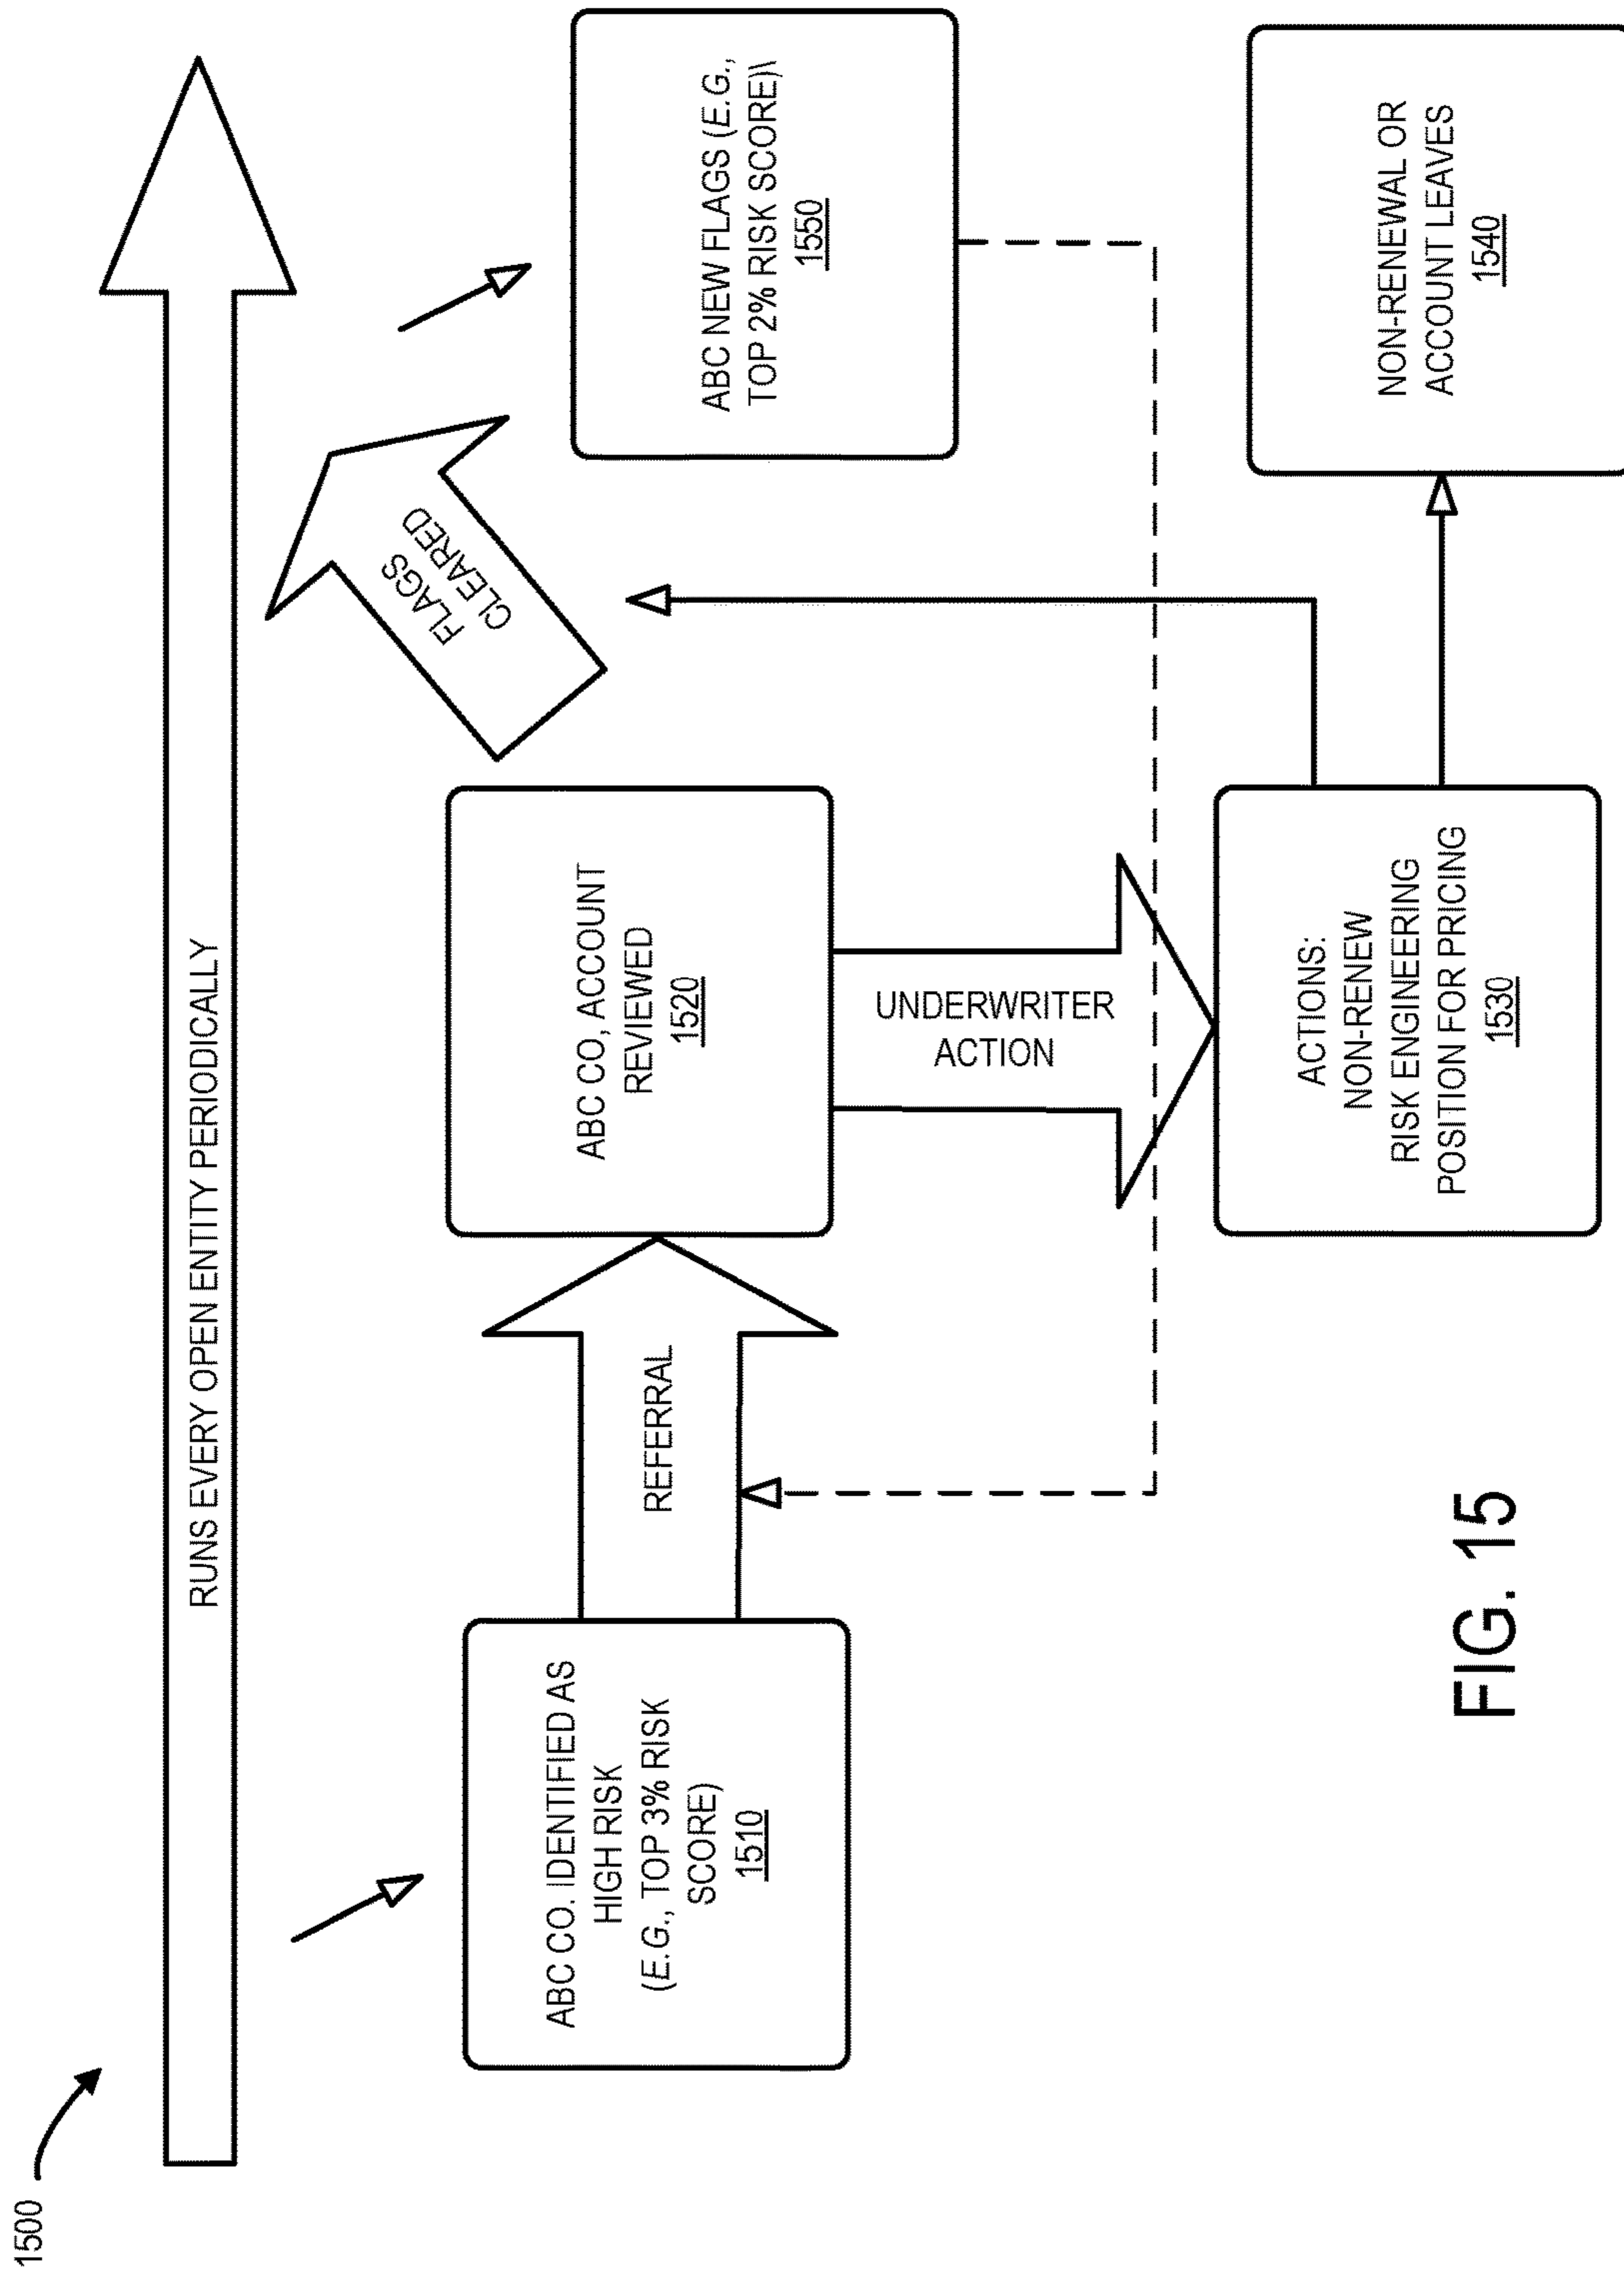 1500
RUNS EVERY OPEN ENTITY PERIODICALLY
ABC CO. IDENTIFIED AS
HIGH RISK
(E.G., TOP 3% RISK
SCORE)
1510
REFERRAL
ABC CO, ACCOUNT
REVIEWED
1520
UNDERWRITER
ACTION
ACTIONS:
NON-RENEW
RISK ENGINEERING
POSITION FOR PRICING
1530
FLAGS
CLEARED
ABC NEW FLAGS (E.G.,
TOP 2% RISK SCORE)\
1550
NON-RENEWAL OR
ACCOUNT LEAVES
1540
FIG. 15